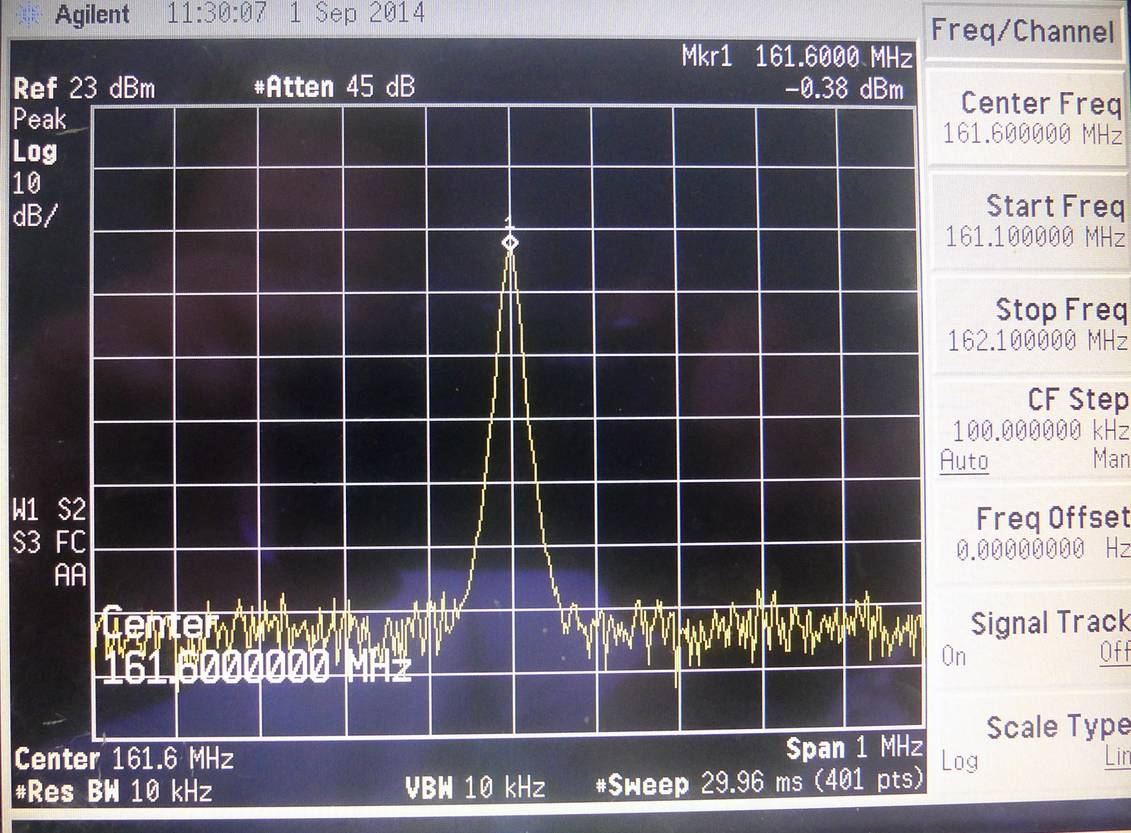 Agilent 11:30:07 1 Sep 2014
Freq/Channel
Mkr1 161.6000 MHz
Ref 23 dBm #Atten 45 dB -0.38 dBm
Peak
Log
10
dB/
1
W1 S2
S3 FC
AA
Center
161.6000000 MHz
Center 161.6 MHz Span 1 MHz
#Res BW 10 kHz VBW 10 kHz #Sweep 29.96 ms (401 pts)
Center Freq
161.600000 MHz
Start Freq
161.100000 MHz
Stop Freq
162.100000 MHz
CF Step
100.000000 kHz
Auto Man
Freq Offset
0.00000000 Hz
Signal Track
On Off
Scale Type
Log Lin